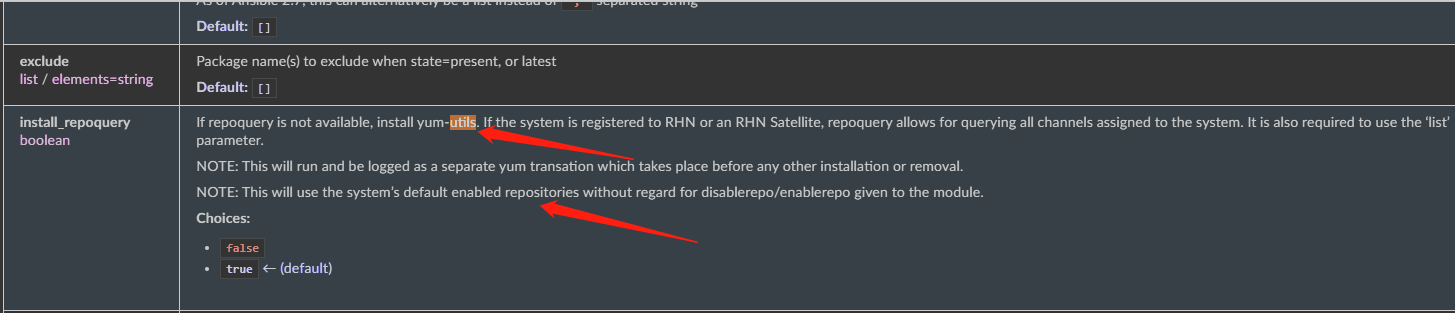 As of Ansible 2.7, this can alternatively be a list instead of , separated string
Default: []
exclude
list / elements=string
Package name(s) to exclude when state=present, or latest
Default: []
install_repoquery
boolean
If repoquery is not available, install yum-utils. If the system is registered to RHN or an RHN Satellite, repoquery allows for querying all channels assigned to the system. It is also required to use the ‘list’
parameter.
NOTE: This will run and be logged as a separate yum transation which takes place before any other installation or removal.
NOTE: This will use the system’s default enabled repositories without regard for disablerepo/enablerepo given to the module.
Choices:
• false
• true ← (default)